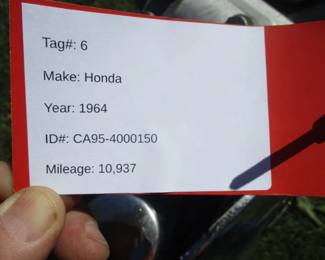 Tag#: 6
Make: Honda
Year: 1964
ID#: CA95-4000150
Mileage: 10,937